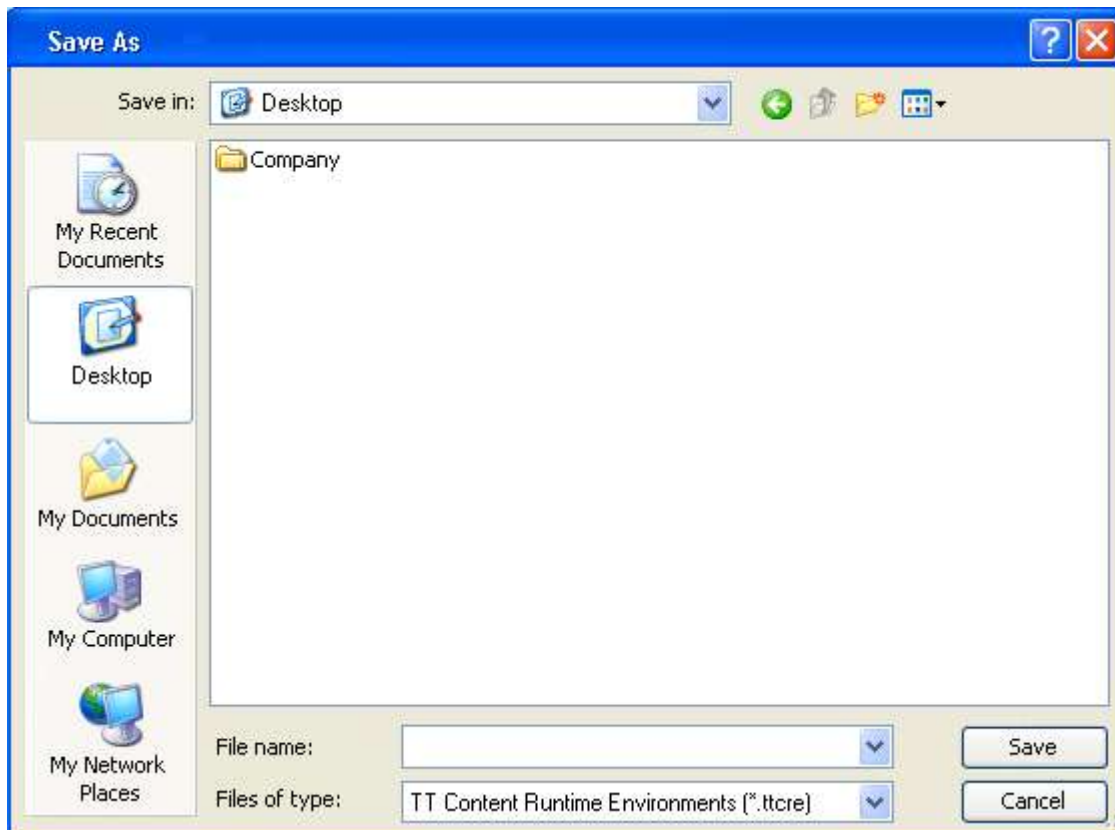 Save As
Save in:
Desktop
Company
My Recent
Documents
Desktop
My Documents
My Computer
My Network
Places
File name:
Save
Files of type:
TT Content Runtime Environments (*.ttcre)
Cancel